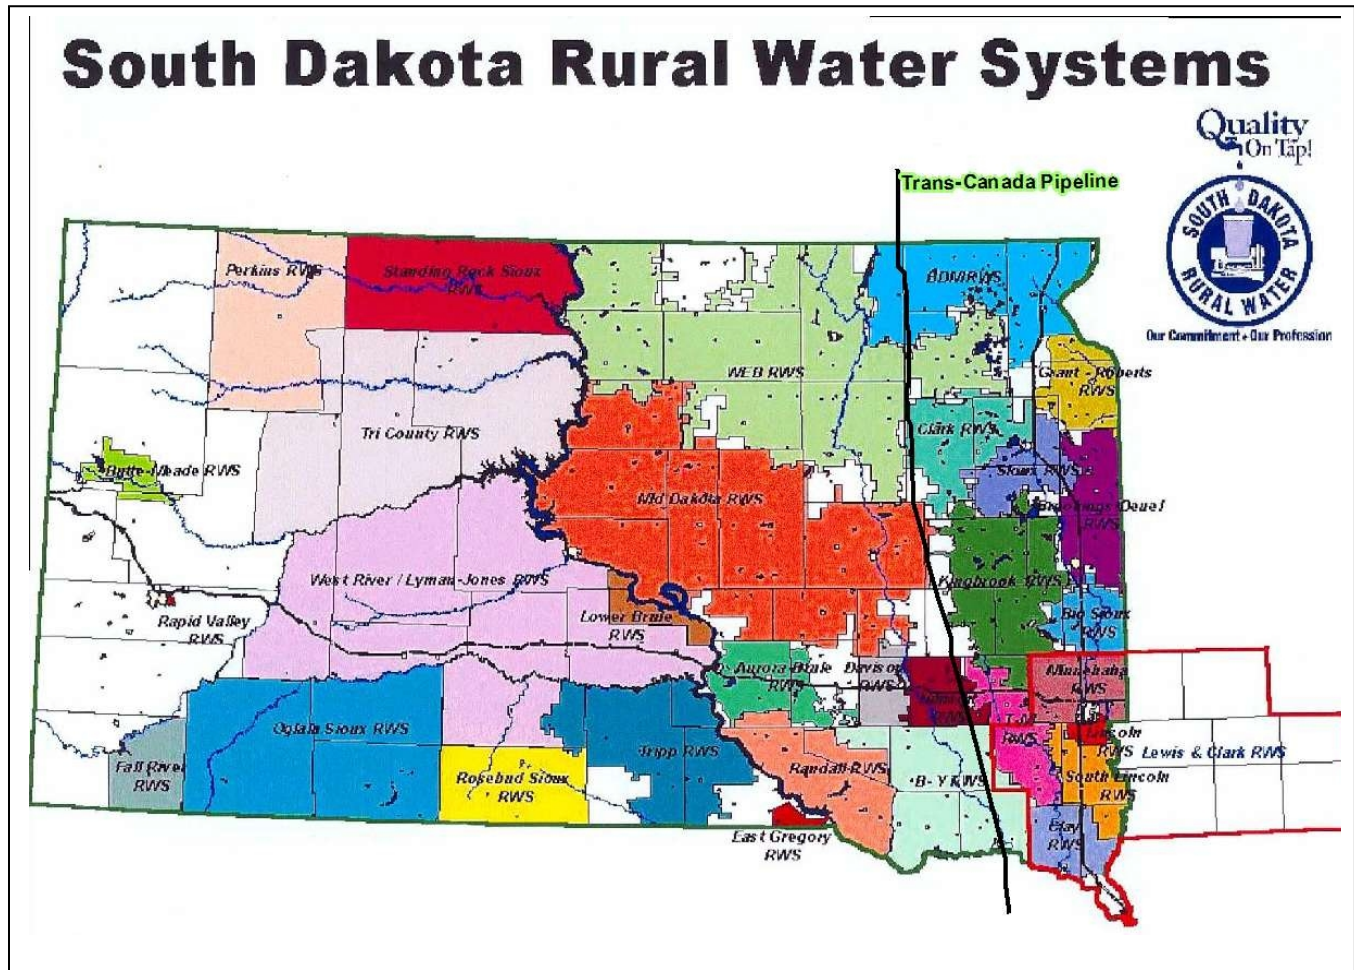 South Dakota Rural Water Systems
Quality
On Tap!
Trans-Canada Pipeline
SOUTH DAKOTA
RURAL WATER
Our Commitment • Our Profession
Perkins RWS
Standing Rock Sioux
RWS
BDM RWS
WEB RWS
Grant - Roberts
RWS
Tri County RWS
Clark RWS
Butte-Meade RWS
Sioux RWS
Mid Dakota RWS
Brookings Deuel
RWS
West River / Lyman-Jones RWS
Kingbrook RWS
Lower Brule
RWS
Big Sioux
RWS
Rapid Valley
RWS
Aurora-Brule
RWS
Davison
RWS
Minnehaha
RWS
RWS
Oglala Sioux RWS
Tripp RWS
RWS
Lincoln
RWS
Lewis & Clark RWS
Fall River
RWS
Rosebud Sioux
RWS
Randall RWS
B-Y RWS
South Lincoln
RWS
East Gregory
RWS
Clay
RWS